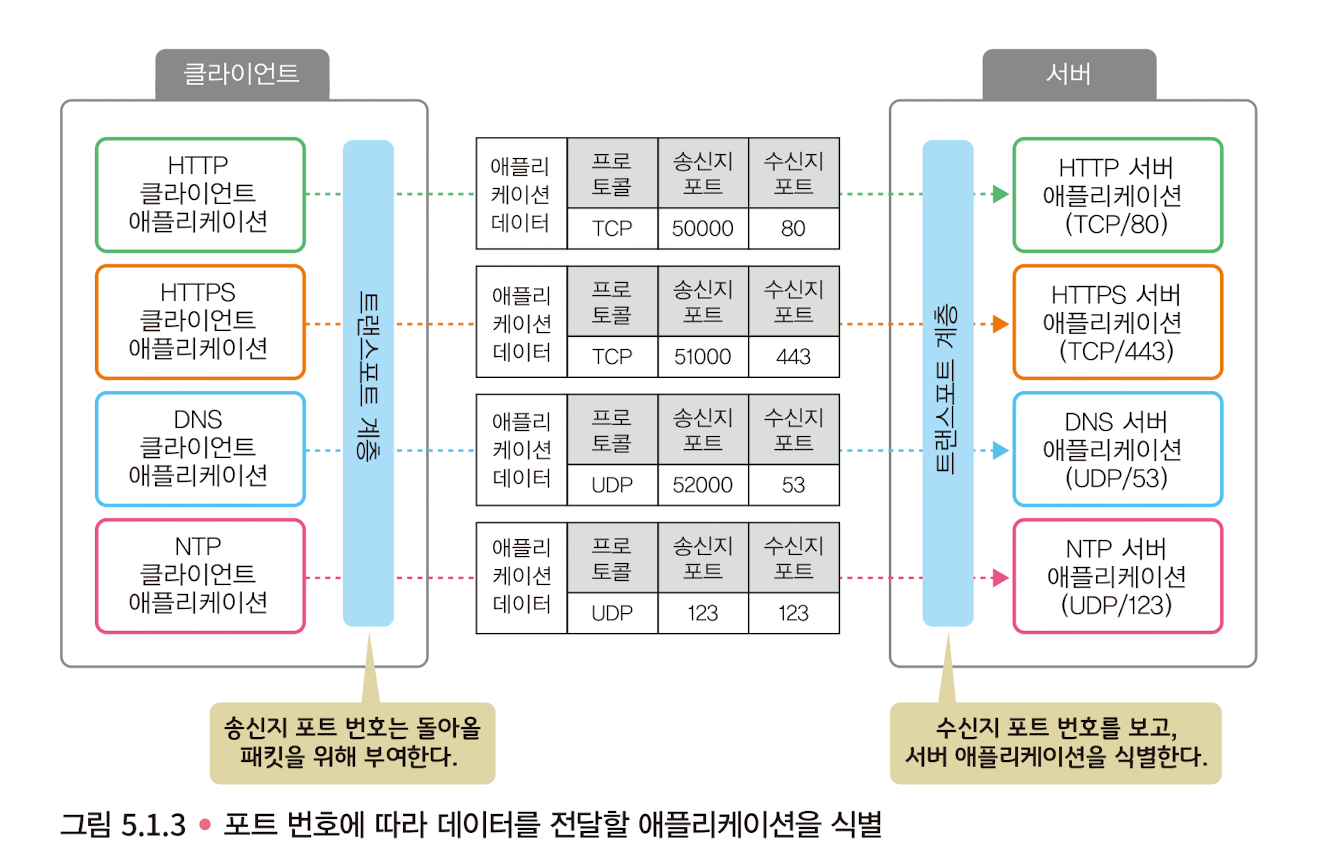 클라이언트
서버
HTTP
클라이언트
애플리케이션
트랜스포트 계층
애플리
케이션
데이터
프로
토콜
송신지
포트
수신지
포트
TCP
50000
80
트랜스포트 계층
HTTP 서버
애플리케이션
(TCP/80)
HTTPS
클라이언트
애플리케이션
애플리
케이션
데이터
프로
토콜
송신지
포트
수신지
포트
TCP
51000
443
HTTPS 서버
애플리케이션
(TCP/443)
DNS
클라이언트
애플리케이션
애플리
케이션
데이터
프로
토콜
송신지
포트
수신지
포트
UDP
52000
53
DNS 서버
애플리케이션
(UDP/53)
NTP
클라이언트
애플리케이션
애플리
케이션
데이터
프로
토콜
송신지
포트
수신지
포트
UDP
123
123
NTP 서버
애플리케이션
(UDP/123)
송신지 포트 번호는 돌아올
패킷을 위해 부여한다.
수신지 포트 번호를 보고,
서버 애플리케이션을 식별한다.
그림 5.1.3 • 포트 번호에 따라 데이터를 전달할 애플리케이션을 식별